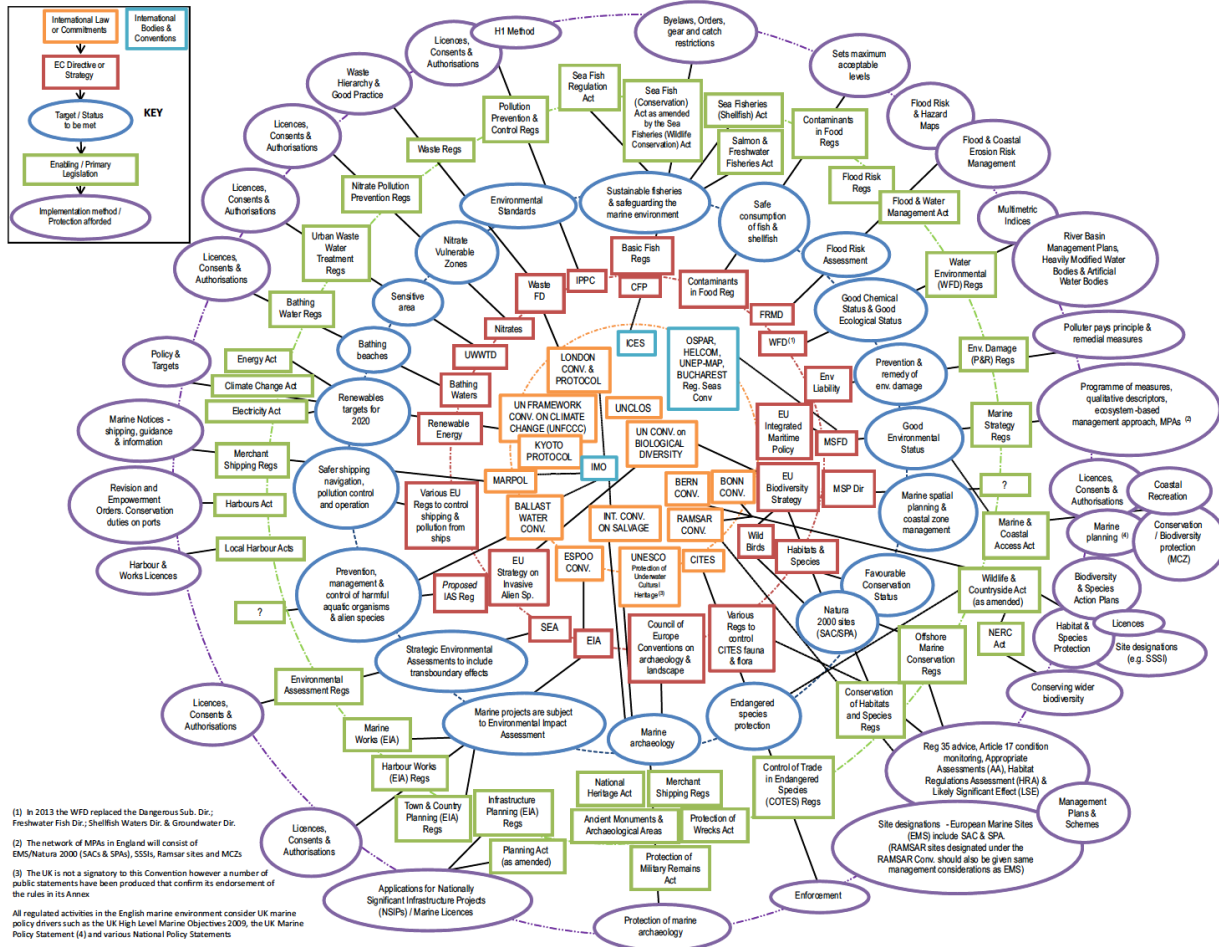 International Law
or Commitments
International
Bodies &
Conventions
EC Directive or
Strategy
Target / Status
to be met
KEY
Enabling / Primary
Legislation
Implementation method /
Protection afforded
Licences,
Consents &
Authorisations
H1 Method
Byelaws, Orders,
gear and catch
restrictions
Sets maximum
acceptable
levels
Waste
Hierarchy &
Good Practice
Sea Fish
Regulation
Act
Sea Fish
(Conservation)
Act as amended
by the Sea
Fisheries (Wildlife
Conservation) Act
Sea Fisheries
(Shellfish) Act
Salmon &
Freshwater
Fisheries Act
Contaminants
in Food
Regs
Flood Risk
& Hazard
Maps
Flood & Coastal
Erosion Risk
Management
Pollution
Prevention &
Control Regs
Licences,
Consents &
Authorisations
Waste Regs
Flood Risk
Regs
Flood & Water
Management Act
Multimetric
Indices
Licences,
Consents &
Authorisations
Nitrate Pollution
Prevention Regs
Environmental
Standards
Sustainable fisheries
& safeguarding the
marine environment
Safe
consumption
of fish &
shellfish
Flood Risk
Assessment
River Basin
Management Plans,
Heavily Modified Water
Bodies & Artificial
Water Bodies
Urban Waste
Water
Treatment
Regs
Nitrate
Vulnerable
Zones
Basic Fish
Regs
CFP
IPPC
Waste
FD
Contaminants
in Food Reg
Water
Environmental
(WFD) Regs
Licences,
Consents &
Authorisations
Bathing
Water Regs
Sensitive
area
Nitrates
FRMD
WFD(1)
Good Chemical
Status & Good
Ecological Status
Polluter pays principle &
remedial measures
Env. Damage
(P&R) Regs
Policy &
Targets
Energy Act
Climate Change Act
Electricity Act
Bathing
beaches
UWWTD
Bathing
Waters
LONDON
CONV. &
PROTOCOL
ICES
OSPAR,
HELCOM,
UNEP-MAP,
BUCHAREST
Reg. Seas
Conv
Env
Liability
Prevention &
remedy of
env. damage
Programme of measures,
qualitative descriptors,
ecosystem-based
management approach, MPAs (2)
Marine Notices -
shipping, guidance
& information
Renewables
targets for
2020
Renewable
Energy
UN FRAMEWORK
CONV. ON CLIMATE
CHANGE (UNFCCC)
KYOTO
PROTOCOL
UNCLOS
UN CONV. on
BIOLOGICAL
DIVERSITY
EU
Integrated
Maritime
Policy
MSFD
Good
Environmental
Status
Marine
Strategy
Regs
Merchant
Shipping Regs
Safer shipping
navigation,
pollution control
and operation
MARPOL
IMO
BERN
CONV.
BONN
CONV.
EU
Biodiversity
Strategy
MSP Dir
Marine spatial
planning &
coastal zone
management
?
Licences,
Consents &
Authorisations
Coastal
Recreation
Revision and
Empowerment
Orders. Conservation
duties on ports
Harbours Act
Various EU
Regs to control
shipping &
pollution from
ships
BALLAST
WATER
CONV.
INT. CONV.
ON SALVAGE
RAMSAR
CONV.
Marine &
Coastal
Access Act
Marine
planning (4)
Conservation
/ Biodiversity
protection
(MCZ)
Harbour &
Works Licences
Local Harbour Acts
Prevention,
management &
control of harmful
aquatic organisms
& alien species
Proposed
IAS Reg
EU
Strategy on
Invasive
Alien Sp.
ESPOO
CONV.
UNESCO
Protection of
Underwater
Cultural
Heritage(3)
CITES
Wild
Birds
Habitats &
Species
Favourable
Conservation
Status
Wildlife &
Countryside Act
(as amended)
Biodiversity
& Species
Action Plans
?
SEA
EIA
Council of
Europe
Conventions on
archaeology &
landscape
Various
Regs to
control
CITES fauna
& flora
Natura
2000 sites
(SAC/SPA)
Offshore
Marine
Conservation
Regs
NERC
Act
Habitat &
Species
Protection
Licences
Site designations
(e.g. SSSI)
Strategic Environmental
Assessments to include
transboundary effects
Environmental
Assessment Regs
Licences,
Consents &
Authorisations
Marine projects are subject
to Environmental Impact
Assessment
Marine
archaeology
Endangered
species
protection
Conservation
of Habitats
and Species
Regs
Conserving wider
biodiversity
Marine
Works (EIA)
Harbour Works
(EIA) Regs
Town & Country
Planning (EIA)
Regs
Infrastructure
Planning (EIA)
Regs
Planning Act
(as amended)
National
Heritage Act
Merchant
Shipping Regs
Ancient Monuments &
Archaeological Areas
Protection of
Wrecks Act
Protection of
Military Remains
Act
Control of Trade
in Endangered
Species
(COTES) Regs
Reg 35 advice, Article 17 condition
monitoring, Appropriate
Assessments (AA), Habitat
Regulations Assessment (HRA) &
Likely Significant Effect (LSE)
Management
Plans &
Schemes
Site designations - European Marine Sites
(EMS) include SAC & SPA.
(RAMSAR sites designated under the
RAMSAR Conv. should also be given same
management considerations as EMS)
Licences,
Consents &
Authorisations
Applications for Nationally
Significant Infrastructure Projects
(NSIPs) / Marine Licences
Protection of marine
archaeology
Enforcement
(1) In 2013 the WFD replaced the Dangerous Sub. Dir.;
Freshwater Fish Dir.; Shellfish Waters Dir. & Groundwater Dir.
(2) The network of MPAs in England will consist of
EMS/Natura 2000 (SACs & SPAs), SSSIs, Ramsar sites and MCZs
(3) The UK is not a signatory to this Convention however a number of
public statements have been produced that confirm its endorsement of
the rules in its Annex
All regulated activities in the English marine environment consider UK marine
policy drivers such as the UK High Level Marine Objectives 2009, the UK Marine
Policy Statement (4) and various National Policy Statements